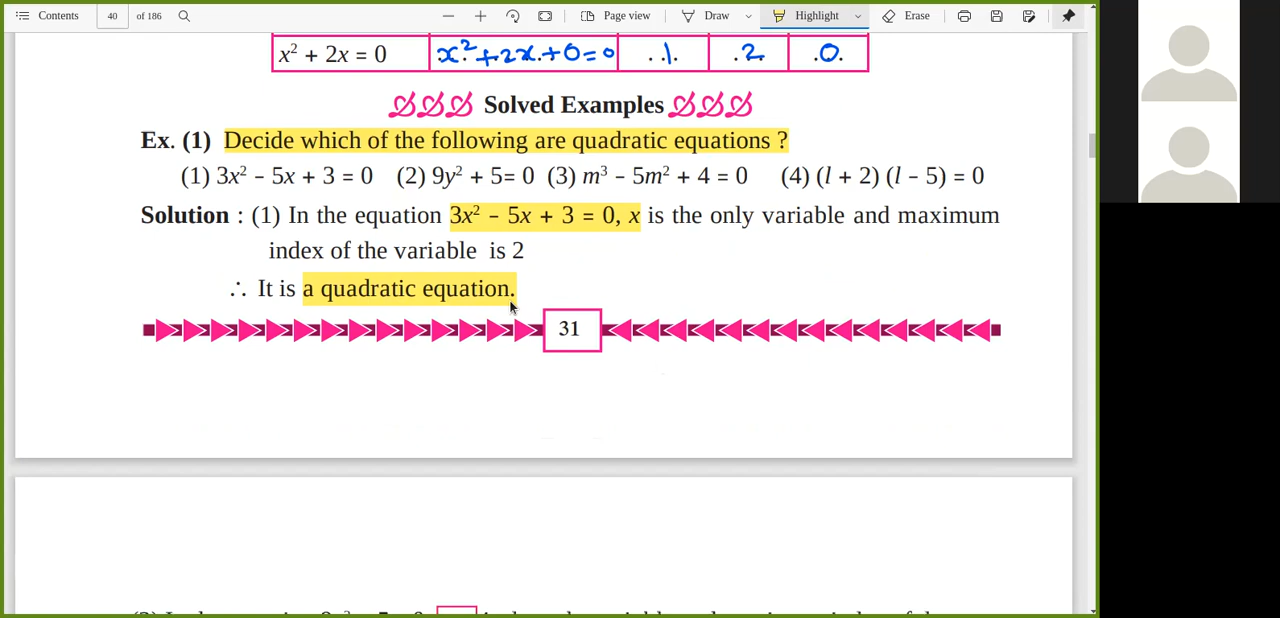 Contents 40 of 186 Page view Draw Highlight Erase
x² + 2x = 0 x² + 2x + 0 = 0 ..1. .2. .0.
Solved Examples
Ex. (1) Decide which of the following are quadratic equations ?
(1) 3x² - 5x + 3 = 0 (2) 9y² + 5= 0 (3) m³ - 5m² + 4 = 0 (4) (l + 2) (l - 5) = 0
Solution : (1) In the equation 3x² - 5x + 3 = 0, x is the only variable and maximum
index of the variable is 2
∴ It is a quadratic equation.
31